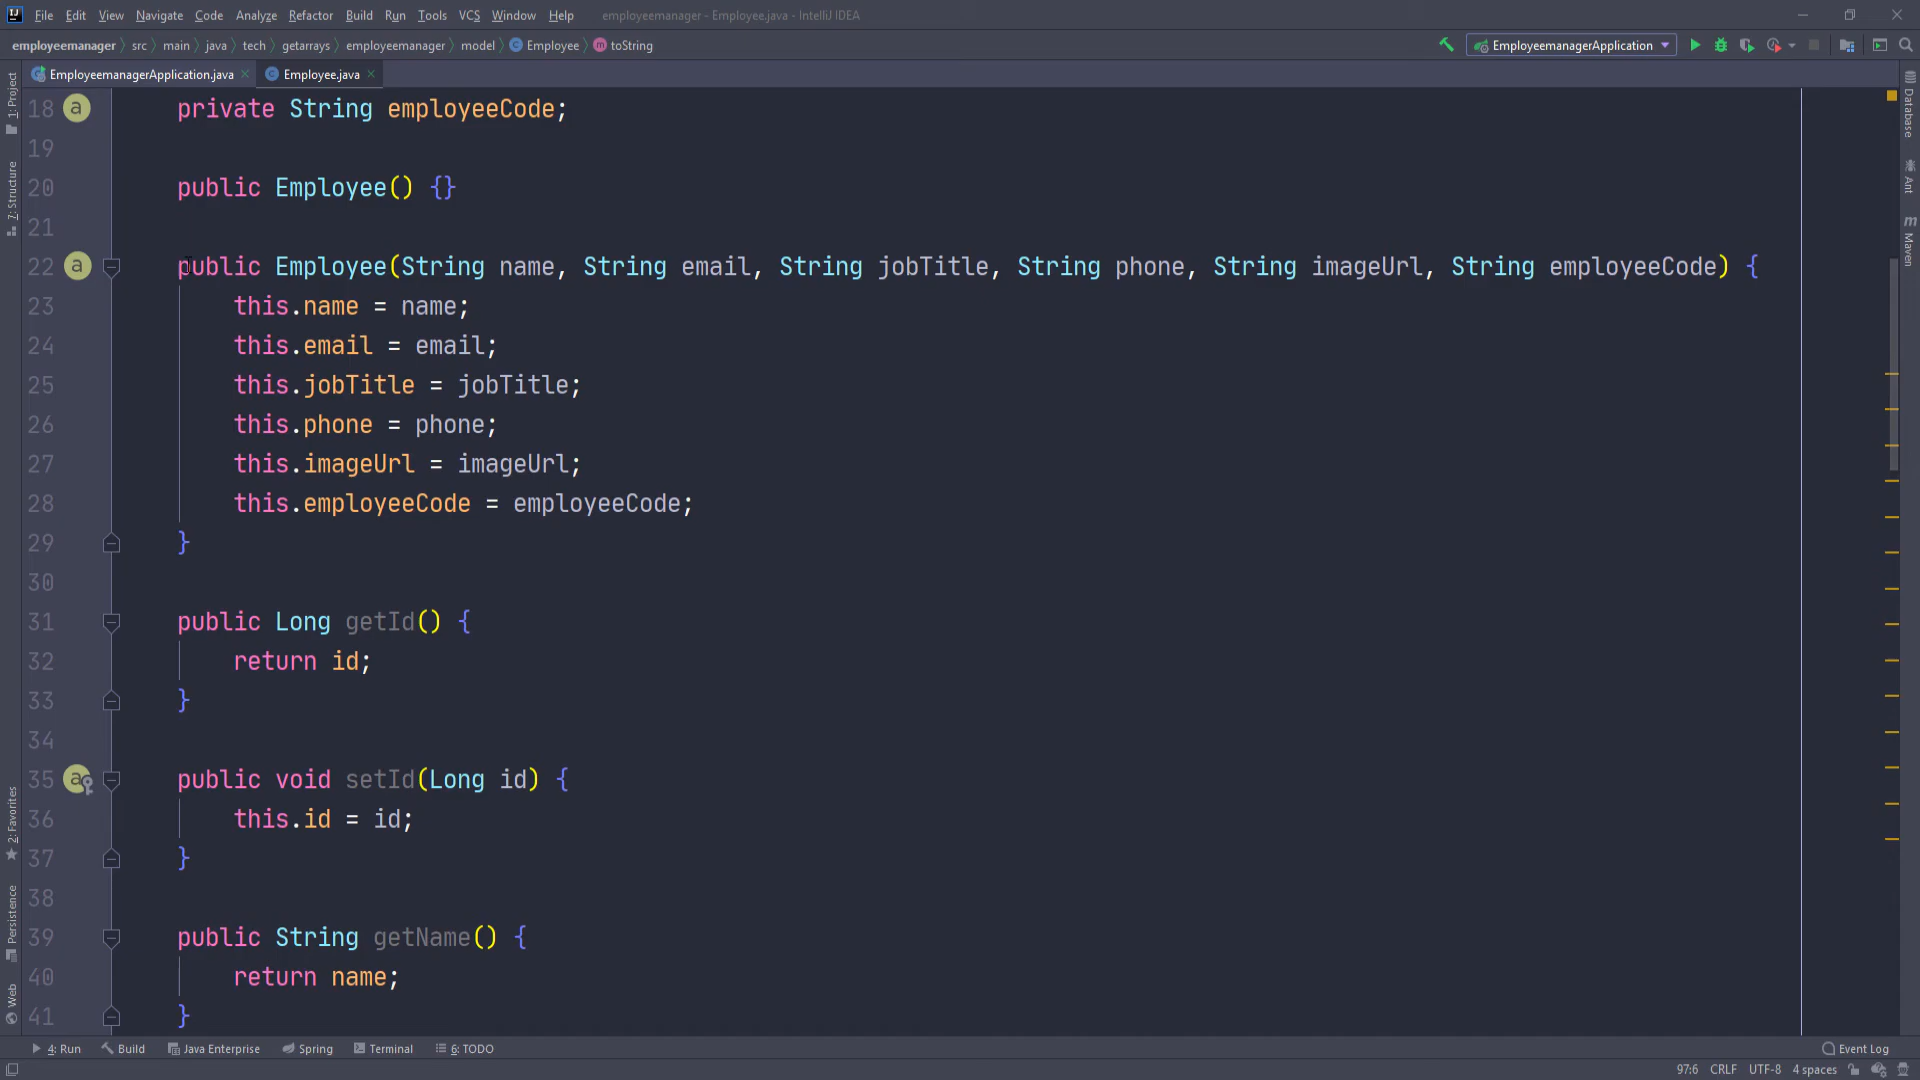 File Edit View Navigate Code Analyze Refactor Build Run Tools VCS Window Help employeemanager - Employee.java - IntelliJ IDEA
employeemanager src main java tech getarrays employeemanager model Employee toString EmployeemanagerApplication
EmployeemanagerApplication.java Employee.java
1: Project
7: Structure
2: Favorites
Persistence
Web
18 private String employeeCode;
19
20 public Employee() {}
21
22 public Employee(String name, String email, String jobTitle, String phone, String imageUrl, String employeeCode) {
23 this.name = name;
24 this.email = email;
25 this.jobTitle = jobTitle;
26 this.phone = phone;
27 this.imageUrl = imageUrl;
28 this.employeeCode = employeeCode;
29 }
30
31 public Long getId() {
32 return id;
33 }
34
35 public void setId(Long id) {
36 this.id = id;
37 }
38
39 public String getName() {
40 return name;
41 }
Database
Ant
Maven
4: Run Build Java Enterprise Spring Terminal 6: TODO Event Log
97:6 CRLF UTF-8 4 spaces